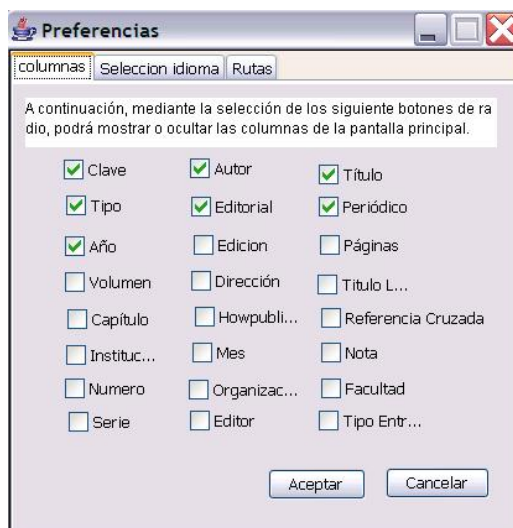 Preferencias
columnas Seleccion idioma Rutas
A continuación, mediante la selección de los siguiente botones de ra
dio, podrá mostrar o ocultar las columnas de la pantalla principal.
Clave Autor Título
Tipo Editorial Periódico
Año Edicion Páginas
Volumen Dirección Titulo L...
Capítulo Howpubli... Referencia Cruzada
Instituc... Mes Nota
Numero Organizac... Facultad
Serie Editor Tipo Entr...
Aceptar Cancelar